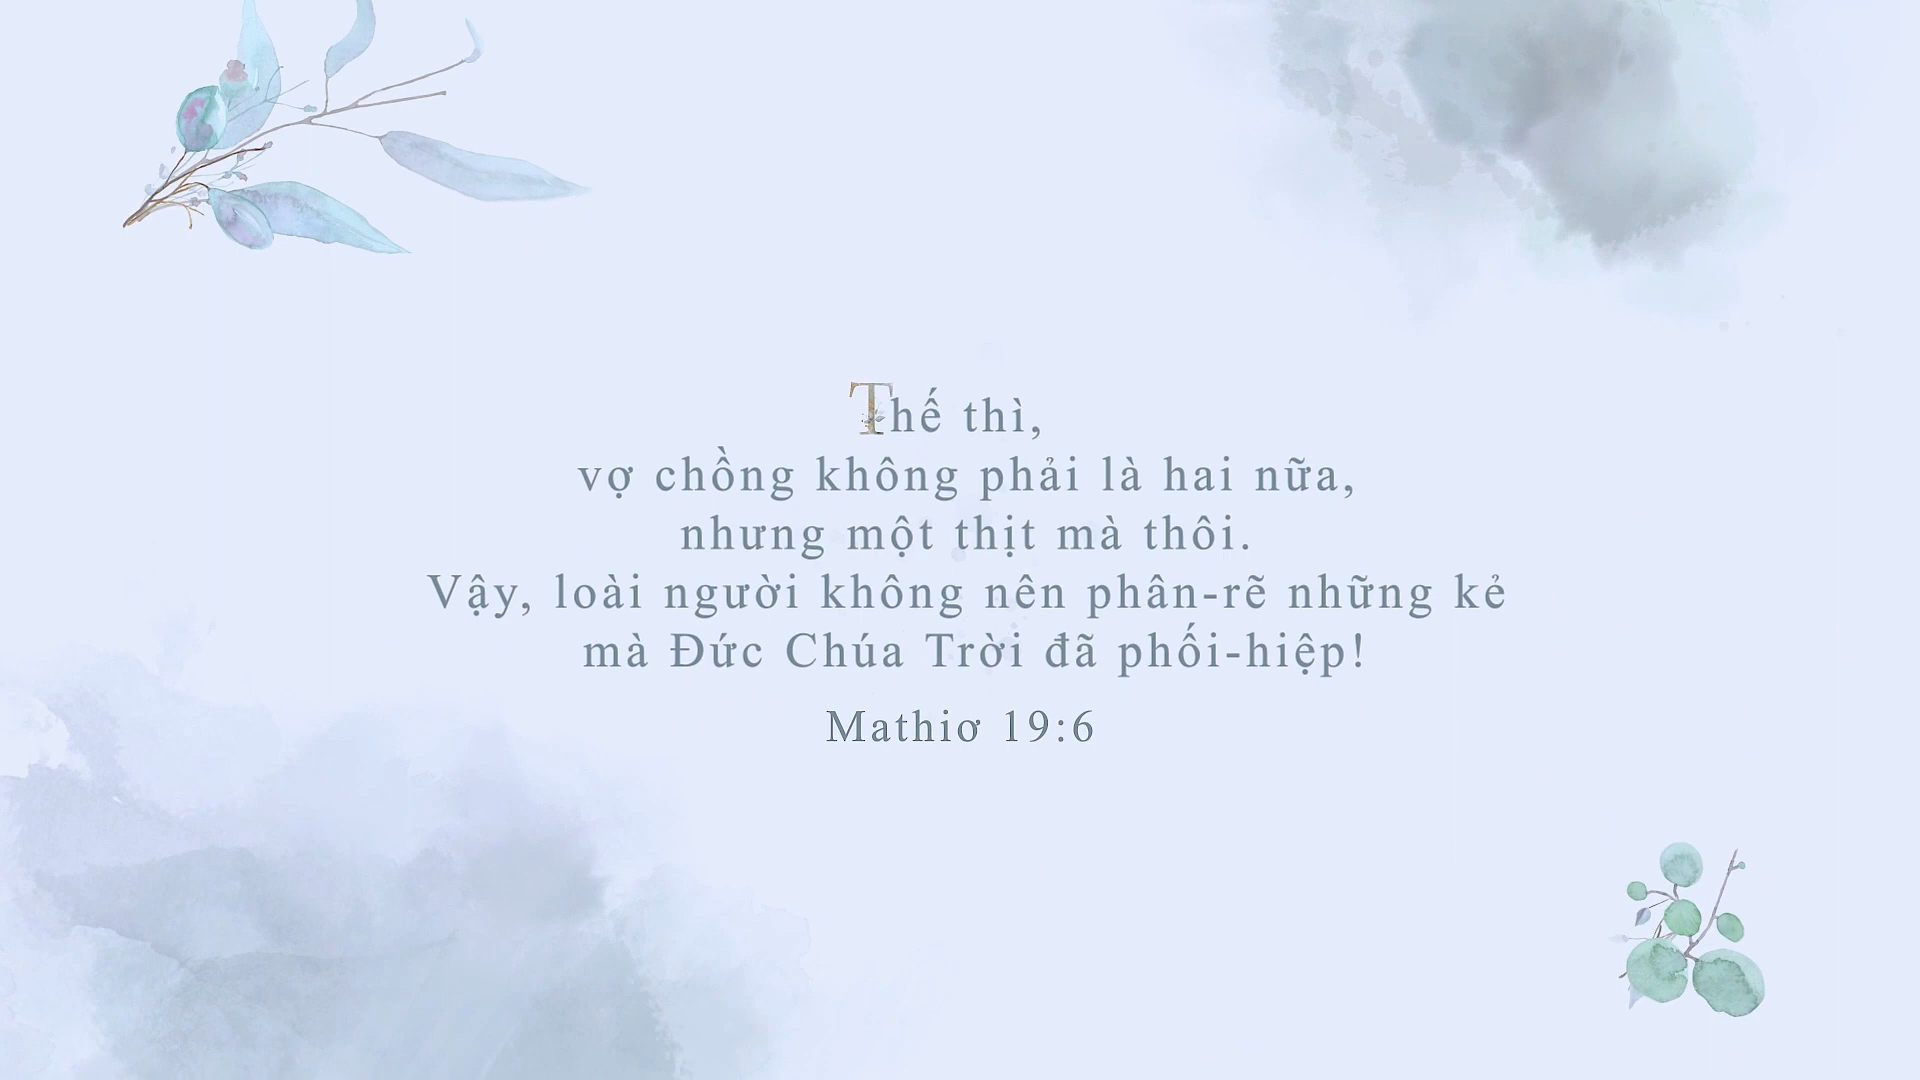 Thế thì,
vợ chồng không phải là hai nữa,
nhưng một thịt mà thôi.
Vậy, loài người không nên phân-rẽ những kẻ
mà Đức Chúa Trời đã phối-hiệp!
Mathiơ 19:6